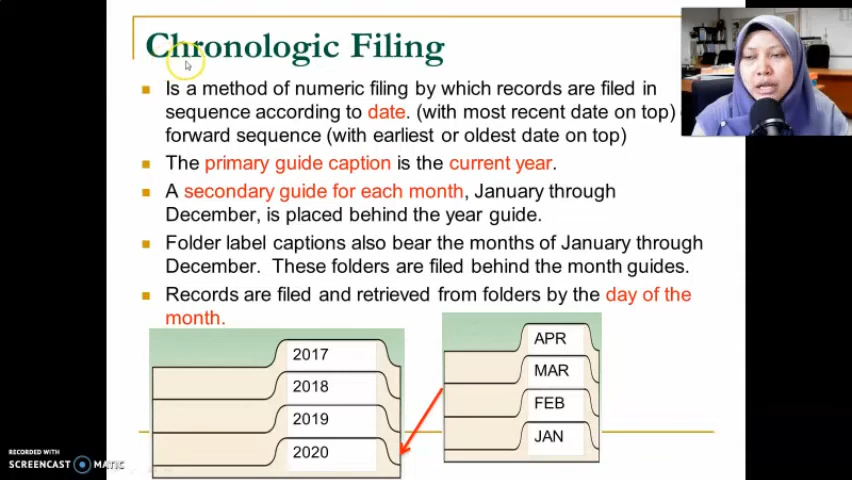 Chronologic Filing
Is a method of numeric filing by which records are filed in
sequence according to date. (with most recent date on top)
forward sequence (with earliest or oldest date on top)
The primary guide caption is the current year.
A secondary guide for each month, January through
December, is placed behind the year guide.
Folder label captions also bear the months of January through
December. These folders are filed behind the month guides.
Records are filed and retrieved from folders by the day of the
month.
2017
2018
2019
2020
APR
MAR
FEB
JAN
RECORDED WITH
SCREENCAST MATIC